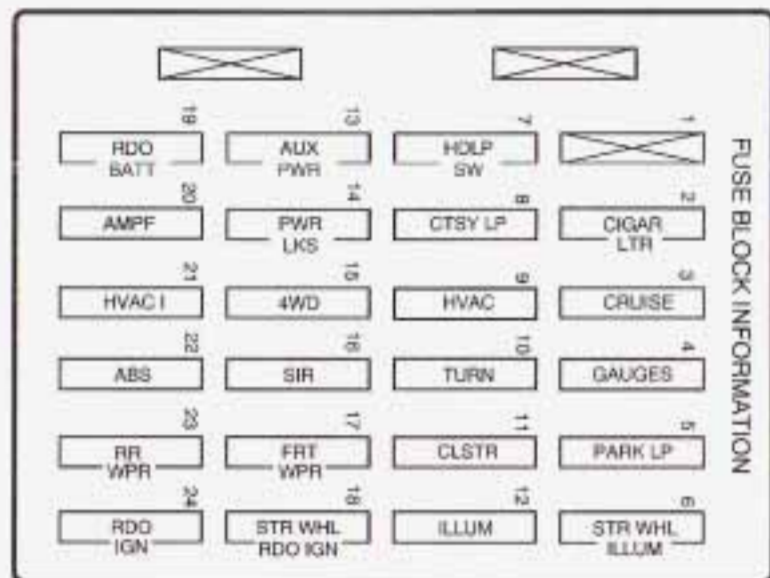 19 13 7 1
RDO BATT AUX PWR HDLP SW
20 14 8 2
AMPF PWR LKS CTSY LP CIGAR LTR
21 15 9 3
HVAC I 4WD HVAC CRUISE
22 16 10 4
ABS SIR TURN GAUGES
23 17 11 5
RR WPR FRT WPR CLSTR PARK LP
24 18 12 6
RDO IGN STR WHL RDO IGN ILLUM STR WHL ILLUM
FUSE BLOCK INFORMATION